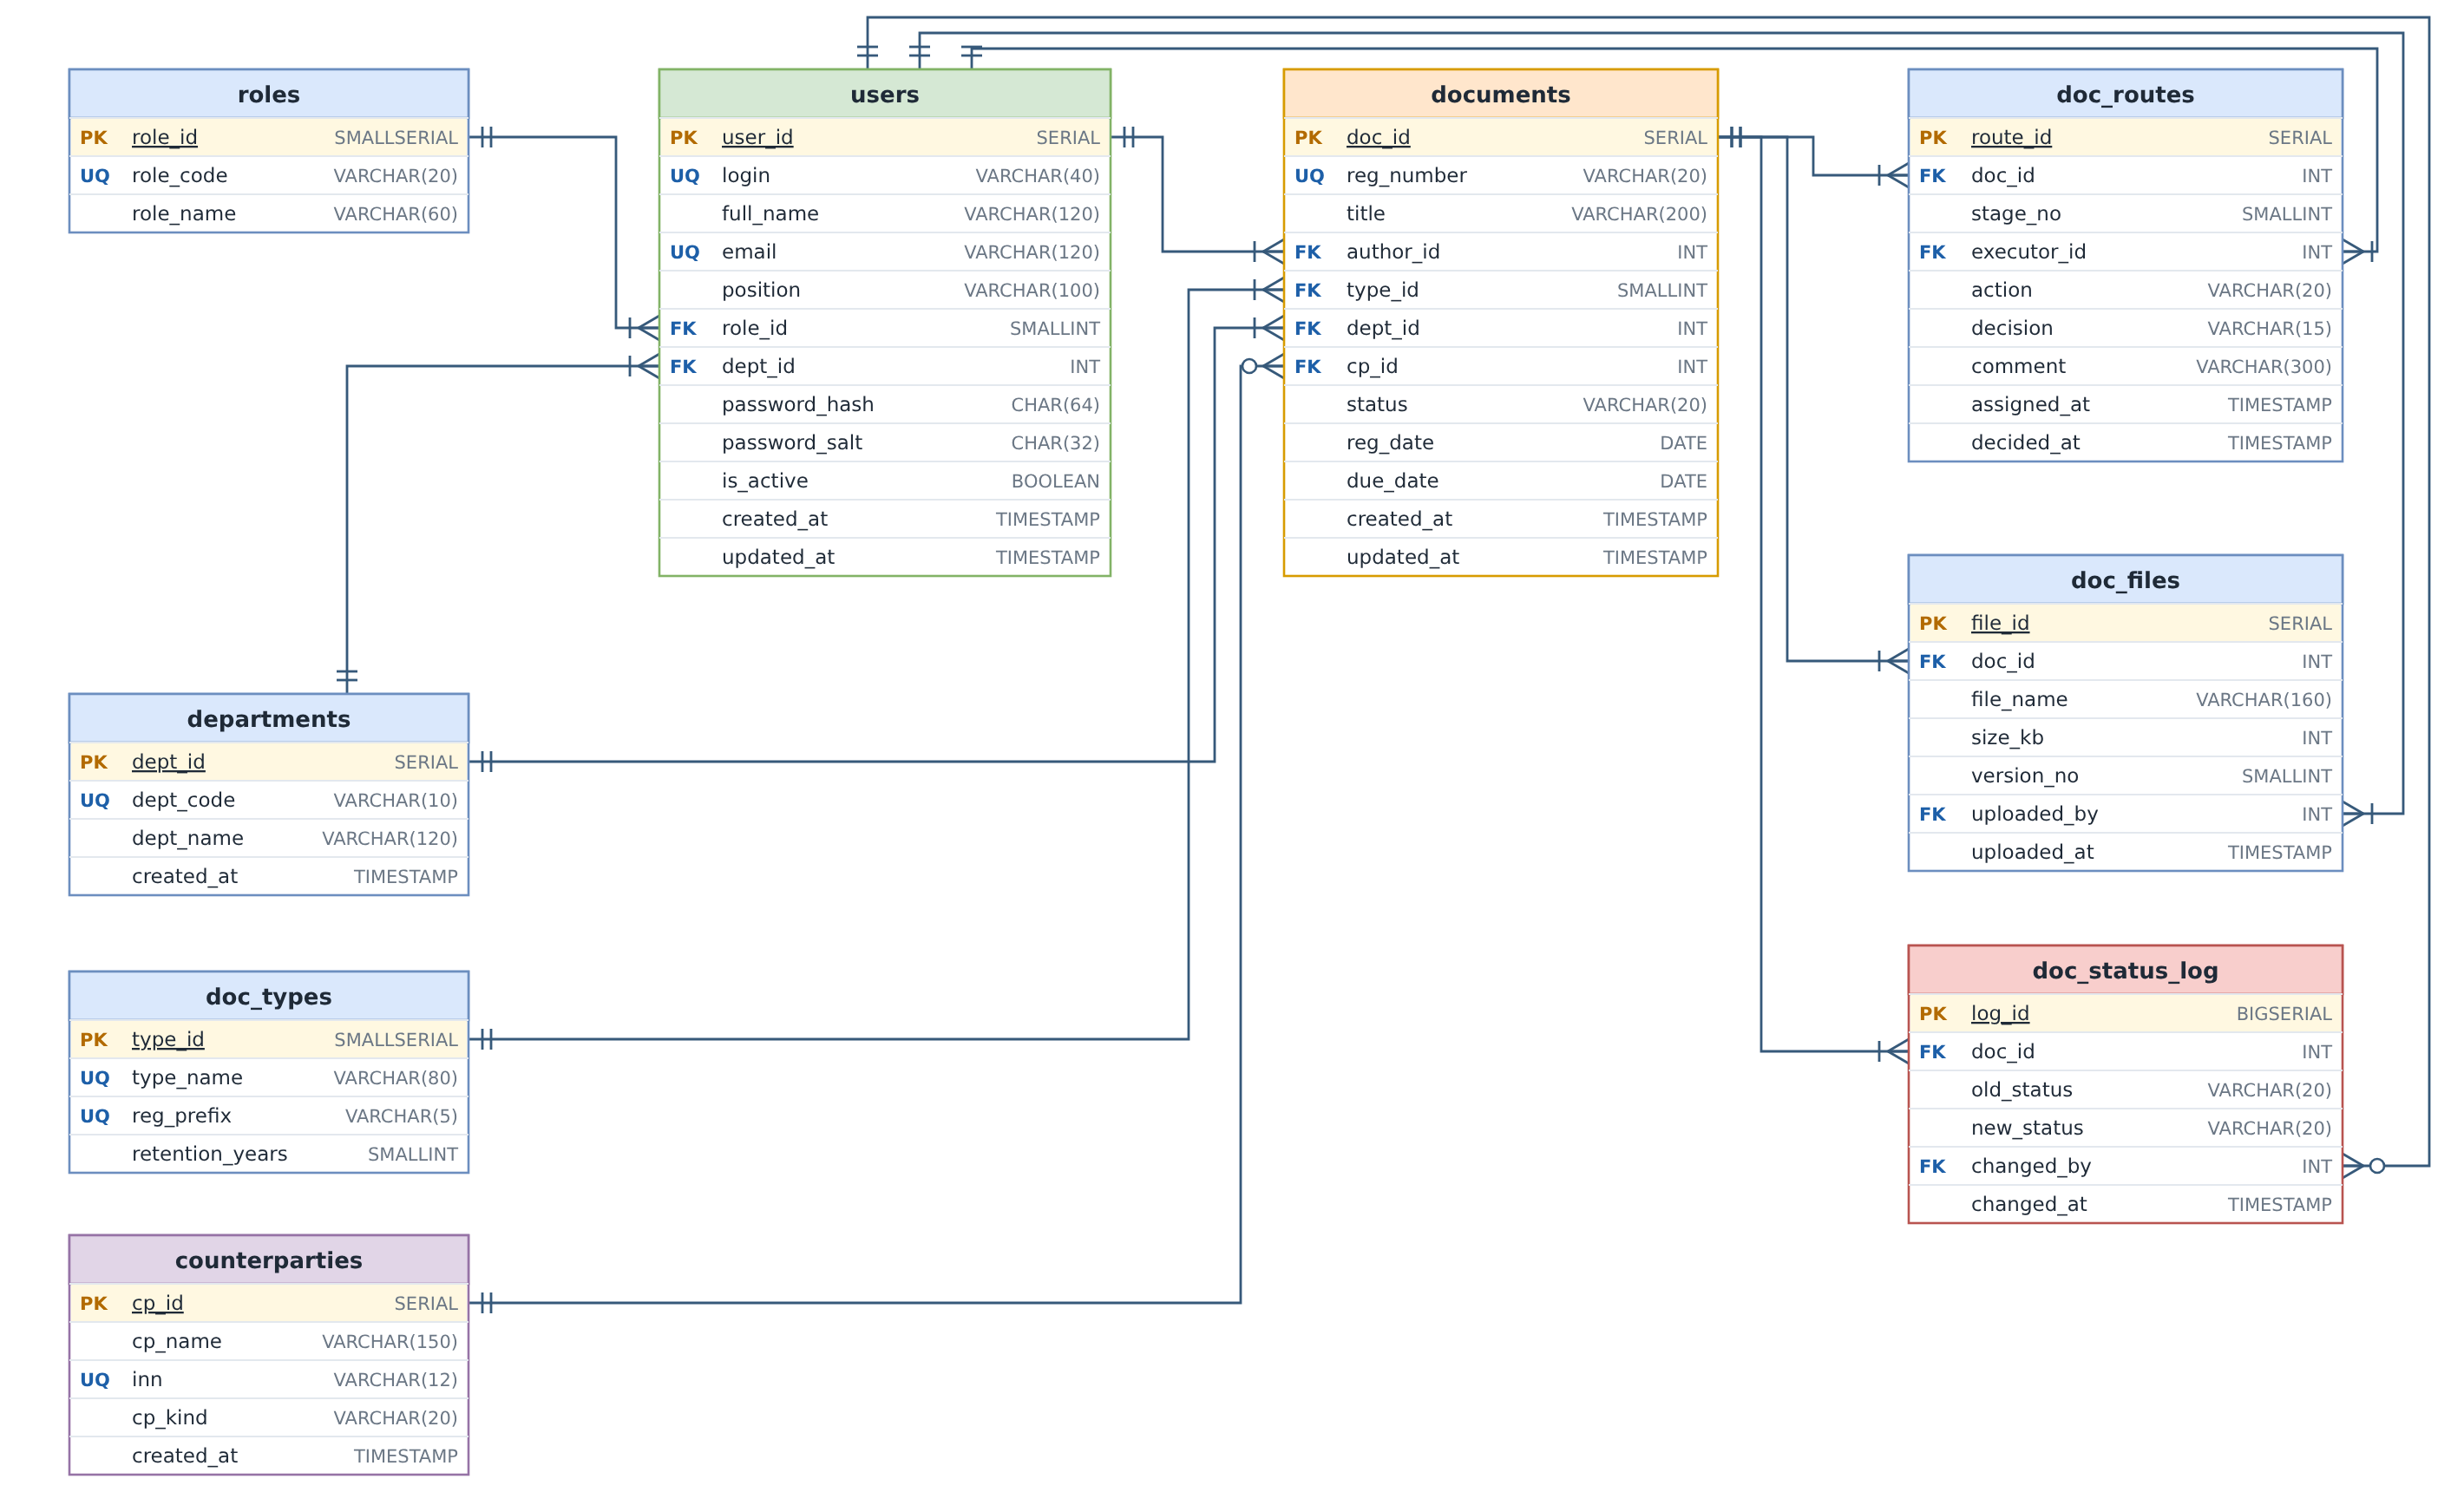 roles
PK role_id SMALLSERIAL
UQ role_code VARCHAR(20)
role_name VARCHAR(60)
users
PK user_id SERIAL
UQ login VARCHAR(40)
full_name VARCHAR(120)
UQ email VARCHAR(120)
position VARCHAR(100)
FK role_id SMALLINT
FK dept_id INT
password_hash CHAR(64)
password_salt CHAR(32)
is_active BOOLEAN
created_at TIMESTAMP
updated_at TIMESTAMP
documents
PK doc_id SERIAL
UQ reg_number VARCHAR(20)
title VARCHAR(200)
FK author_id INT
FK type_id SMALLINT
FK dept_id INT
FK cp_id INT
status VARCHAR(20)
reg_date DATE
due_date DATE
created_at TIMESTAMP
updated_at TIMESTAMP
doc_routes
PK route_id SERIAL
FK doc_id INT
stage_no SMALLINT
FK executor_id INT
action VARCHAR(20)
decision VARCHAR(15)
comment VARCHAR(300)
assigned_at TIMESTAMP
decided_at TIMESTAMP
doc_files
PK file_id SERIAL
FK doc_id INT
file_name VARCHAR(160)
size_kb INT
version_no SMALLINT
FK uploaded_by INT
uploaded_at TIMESTAMP
departments
PK dept_id SERIAL
UQ dept_code VARCHAR(10)
dept_name VARCHAR(120)
created_at TIMESTAMP
doc_types
PK type_id SMALLSERIAL
UQ type_name VARCHAR(80)
UQ reg_prefix VARCHAR(5)
retention_years SMALLINT
doc_status_log
PK log_id BIGSERIAL
FK doc_id INT
old_status VARCHAR(20)
new_status VARCHAR(20)
FK changed_by INT
changed_at TIMESTAMP
counterparties
PK cp_id SERIAL
cp_name VARCHAR(150)
UQ inn VARCHAR(12)
cp_kind VARCHAR(20)
created_at TIMESTAMP